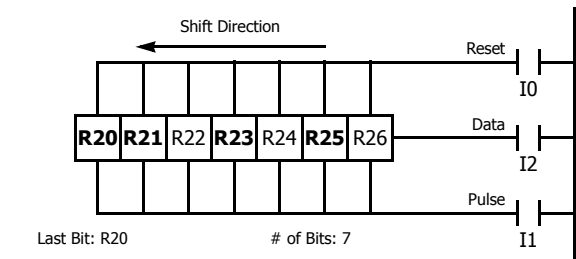 Shift Direction
Reset
I0
R20 R21 R22 R23 R24 R25 R26
Data
I2
Pulse
I1
Last Bit: R20
# of Bits: 7